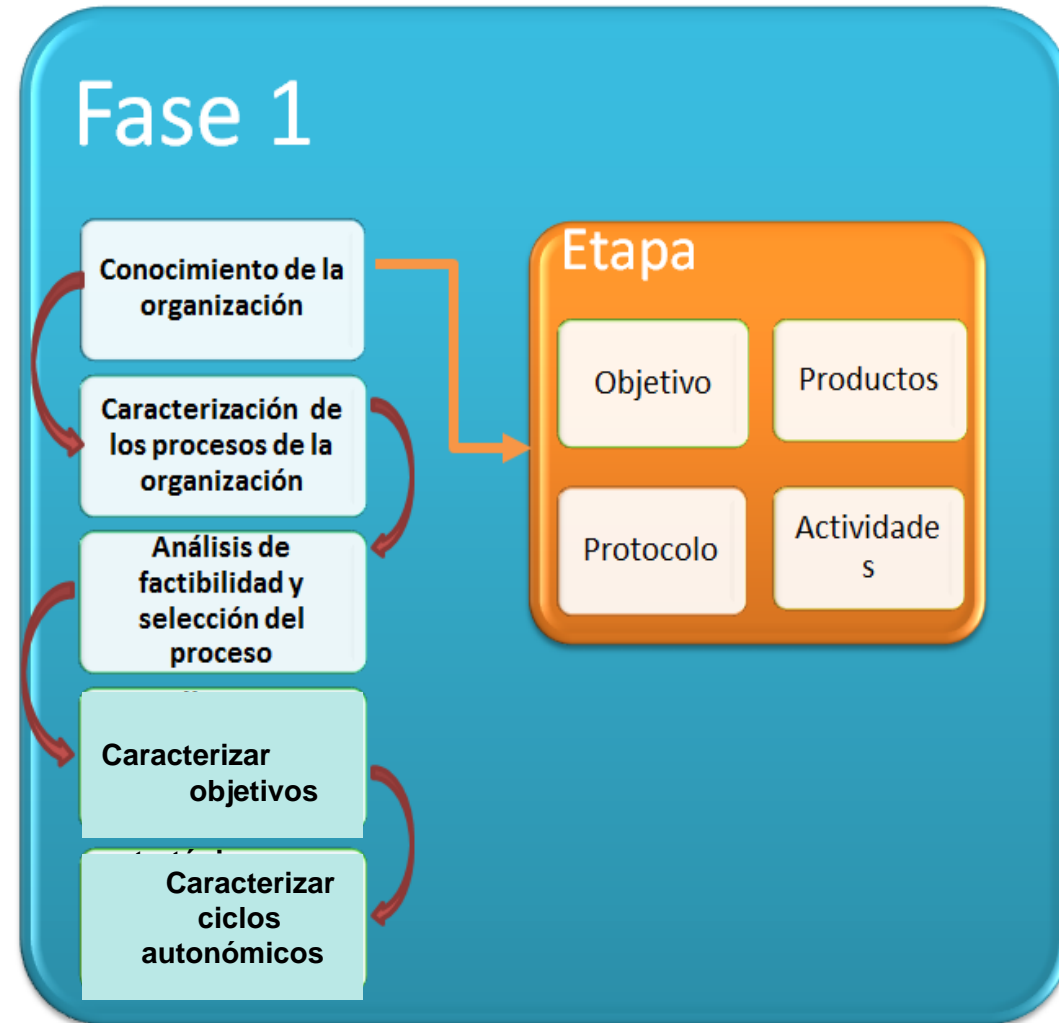 Fase 1
Conocimiento de la
organización
Caracterización de
los procesos de la
organización
Análisis de
factibilidad y
selección del
proceso
Caracterizar
objetivos
Caracterizar
ciclos
autonómicos
Etapa
Objetivo
Productos
Protocolo
Actividade
s